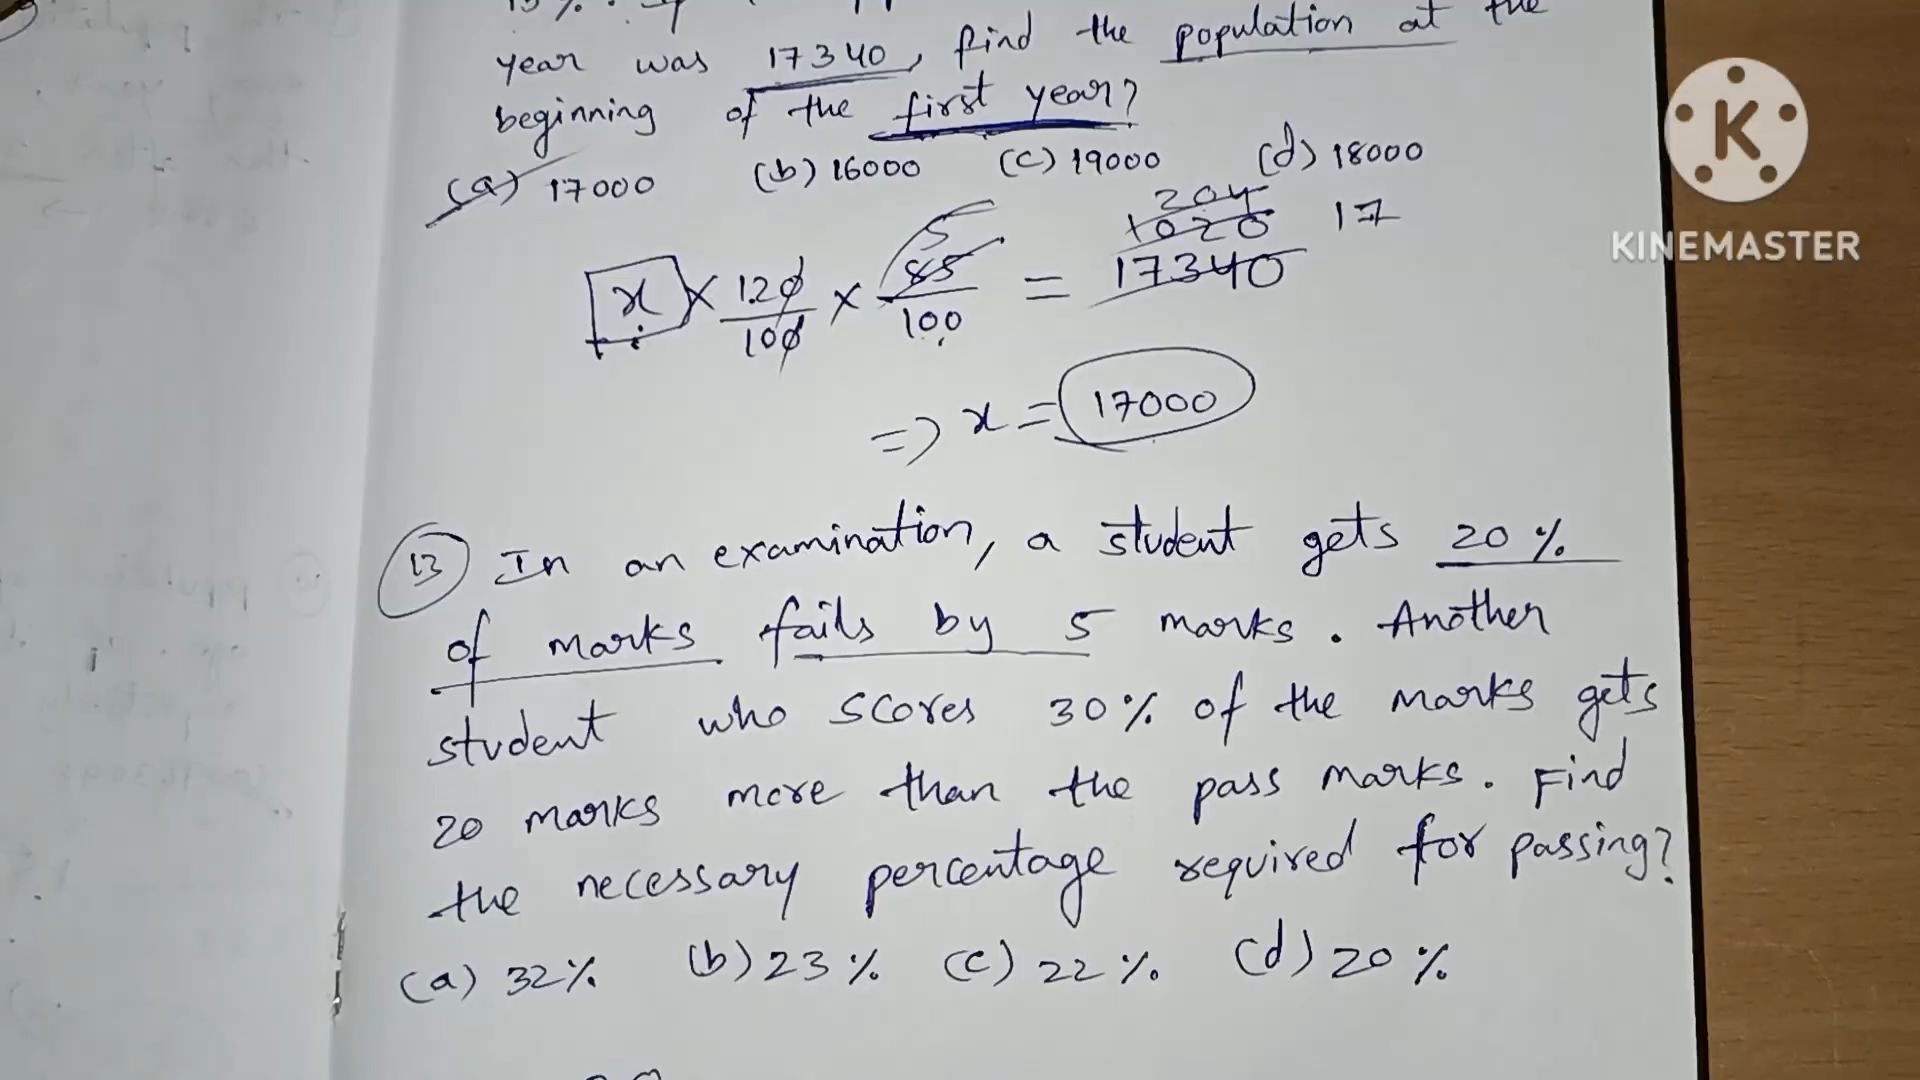 15%. 
year was 17340, find the population at the
beginning of the first year?
(a) 17000 (b) 16000 (c) 19000 (d) 18000
204
1020 17
x × 120/100 × 85/100 = 17340
5
=> x = 17000
13 In an examination, a student gets 20%
of marks fails by 5 marks. Another
student who scores 30% of the marks gets
20 marks more than the pass marks. Find
the necessary percentage required for passing?
(a) 32% (b) 23% (c) 22% (d) 20%
K
KINEMASTER